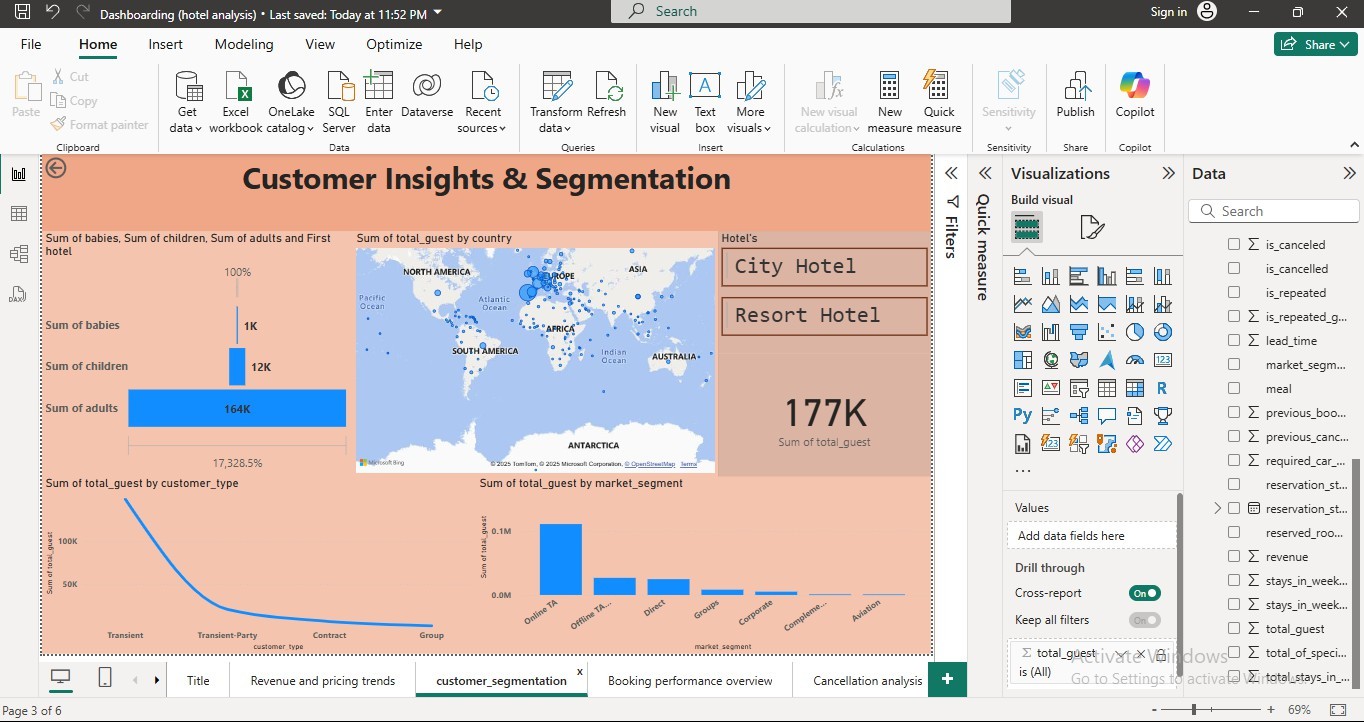 Dashboarding (hotel analysis) • Last saved: Today at 11:52 PM
Search
Sign in
File
Home
Insert
Modeling
View
Optimize
Help
Share
Paste
Cut
Copy
Format painter
Get data
Excel workbook
OneLake catalog
SQL Server
Enter data
Dataverse
Recent sources
Transform data
Refresh
New visual
Text box
More visuals
New visual calculation
New measure
Quick measure
Sensitivity
Publish
Copilot
Clipboard
Data
Queries
Insert
Calculations
Sensitivity
Share
Copilot
Customer Insights & Segmentation
Sum of babies, Sum of children, Sum of adults and First
hotel
100%
Sum of babies
1K
Sum of children
12K
Sum of adults
164K
17,328.5%
Sum of total_guest by country
NORTH AMERICA
EUROPE
ASIA
Pacific
Ocean
Atlantic
Ocean
AFRICA
SOUTH AMERICA
Indian
Ocean
AUSTRALIA
ANTARCTICA
Microsoft Bing
© 2025 TomTom, © 2025 Microsoft Corporation, © OpenStreetMap Terms
Hotel's
City Hotel
Resort Hotel
177K
Sum of total_guest
Sum of total_guest by customer_type
Sum of total_guest
100K
50K
Transient
Transient-Party
Contract
Group
customer_type
Sum of total_guest by market_segment
Sum of total_guest
0.1M
0.0M
Online TA
Offline TA...
Direct
Groups
Corporate
Compleme...
Aviation
market_segment
Filters
Quick measure
Visualizations
Build visual
R
Py
123
...
Values
Add data fields here
Drill through
Cross-report
On
Keep all filters
On
total_guest
is (All)
Data
Search
is_canceled
is_cancelled
is_repeated
is_repeated_g...
lead_time
market_segm...
meal
previous_boo...
previous_canc...
required_car_...
reservation_st...
reservation_st...
reserved_roo...
revenue
stays_in_week...
stays_in_week...
total_guest
total_of_speci...
total_stays_in_...
Activate Windows
Go to Settings to activate Windows.
Title
Revenue and pricing trends
customer_segmentation
x
Booking performance overview
Cancellation analysis
+
Page 3 of 6
- + 69%